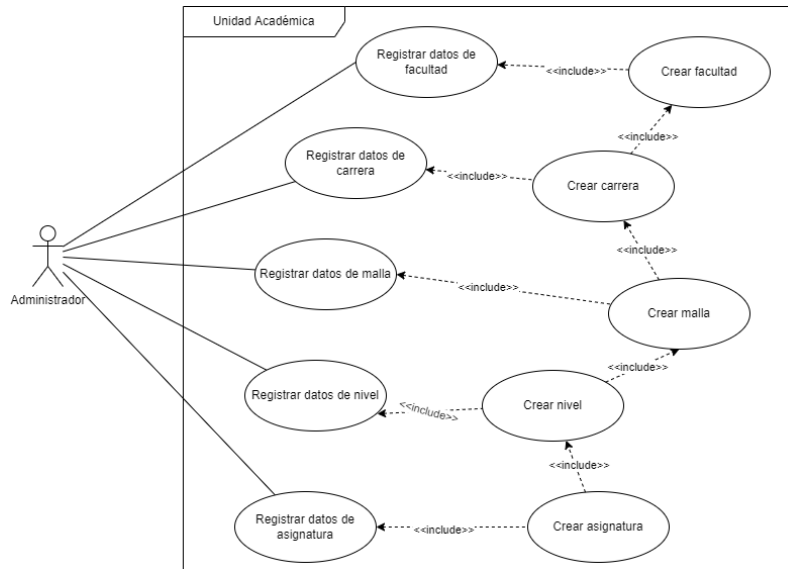 Unidad Académica
Registrar datos de
facultad
<<include>>
Crear facultad
<<include>>
Registrar datos de
carrera
<<include>>
Crear carrera
<<include>>
Administrador
Registrar datos de malla
<<include>>
Crear malla
<<include>>
Registrar datos de nivel
<<include>>
Crear nivel
<<include>>
Registrar datos de
asignatura
<<include>>
Crear asignatura